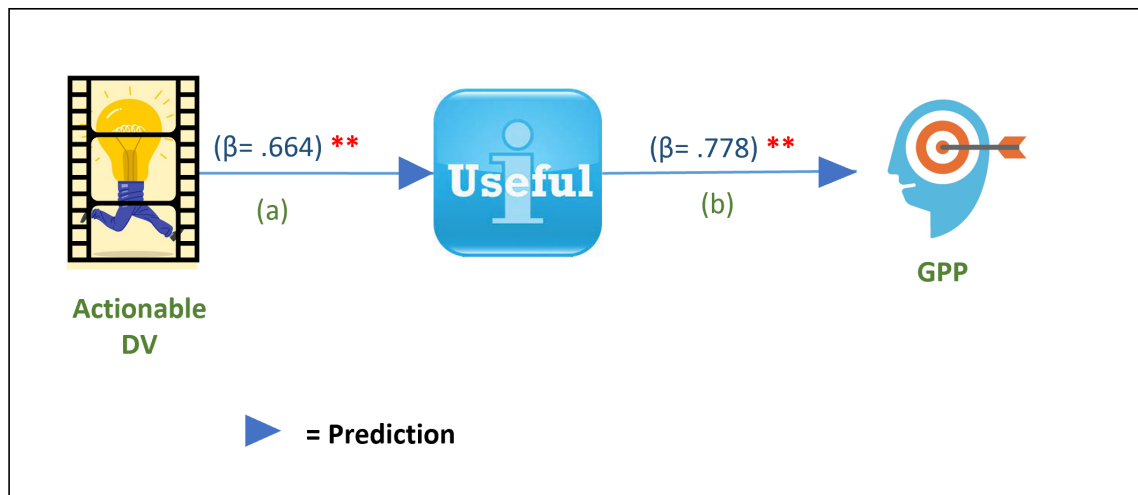 (β= .664) **
(a)
i
Useful
(β= .778) **
(b)
GPP
Actionable
DV
= Prediction